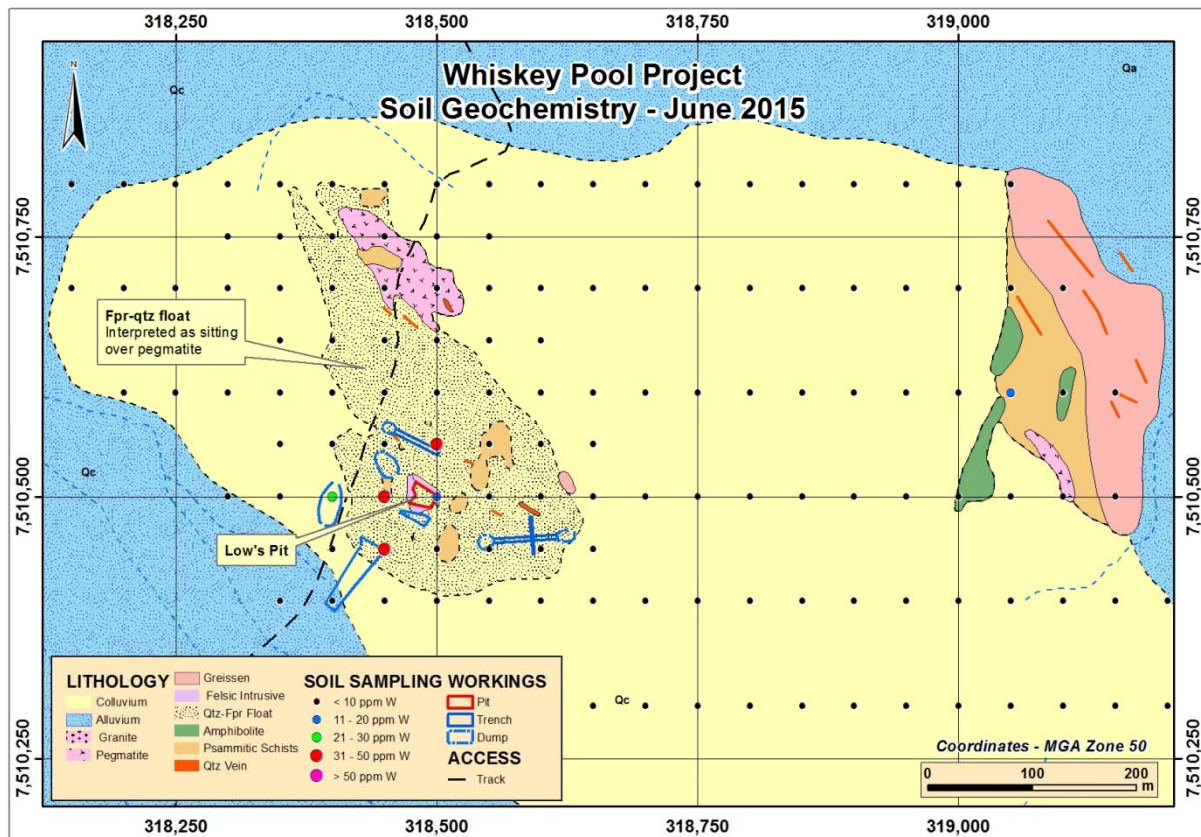 318,250
318,500
318,750
319,000
N
Whiskey Pool Project
Soil Geochemistry - June 2015
Qc
Qa
7,510,750
7,510,750
Fpr-qtz float
Interpreted as sitting
over pegmatite
7,510,500
7,510,500
Qc
Low's Pit
Qc
LITHOLOGY
Colluvium
Alluvium
Granite
Pegmatite
Greissen
Felsic Intrusive
Qtz-Fpr Float
Amphibolite
Psammitic Schists
Qtz Vein
SOIL SAMPLING
< 10 ppm W
11 - 20 ppm W
21 - 30 ppm W
31 - 50 ppm W
> 50 ppm W
WORKINGS
Pit
Trench
Dump
ACCESS
Track
Coordinates - MGA Zone 50
0 100 200
m
7,510,250
7,510,250
318,250
318,500
318,750
319,000